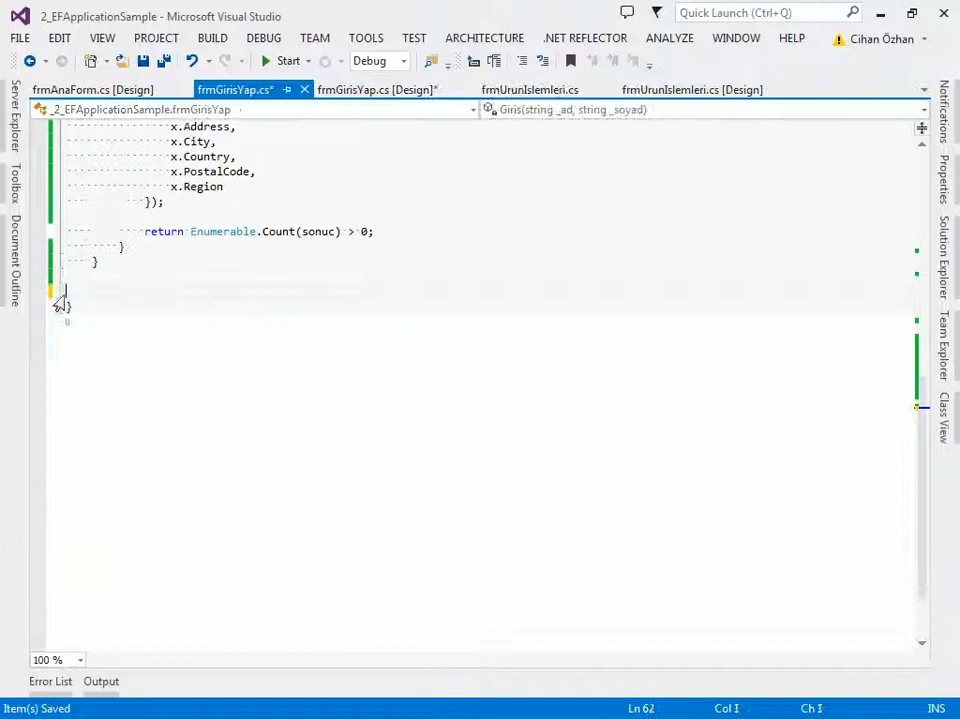 2_EFApplicationSample - Microsoft Visual Studio
Quick Launch (Ctrl+Q)
FILE EDIT VIEW PROJECT BUILD DEBUG TEAM TOOLS TEST ARCHITECTURE .NET REFLECTOR ANALYZE WINDOW HELP Cihan Özhan
Start Debug
frmAnaForm.cs [Design] frmGirisYap.cs* frmGirisYap.cs [Design]* frmUrunIslemleri.cs frmUrunIslemleri.cs [Design]
_2_EFApplicationSample.frmGirisYap Giris(string _ad, string _soyad)
x.Address,
x.City,
x.Country,
x.PostalCode,
x.Region
});
return Enumerable.Count(sonuc) > 0;
}
}
}
Server Explorer
Toolbox
Document Outline
Notifications
Properties
Solution Explorer
Team Explorer
Class View
100 %
Error List Output
Item(s) Saved Ln 62 Col 1 Ch 1 INS